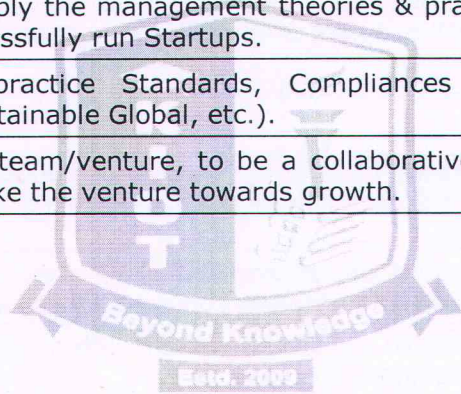 ply the management theories & pra
ssfully run Startups.
practice Standards, Compliances
tainable Global, etc.).
team/venture, to be a collaborative
ke the venture towards growth.
Beyond Knowledge
Estd. 2009